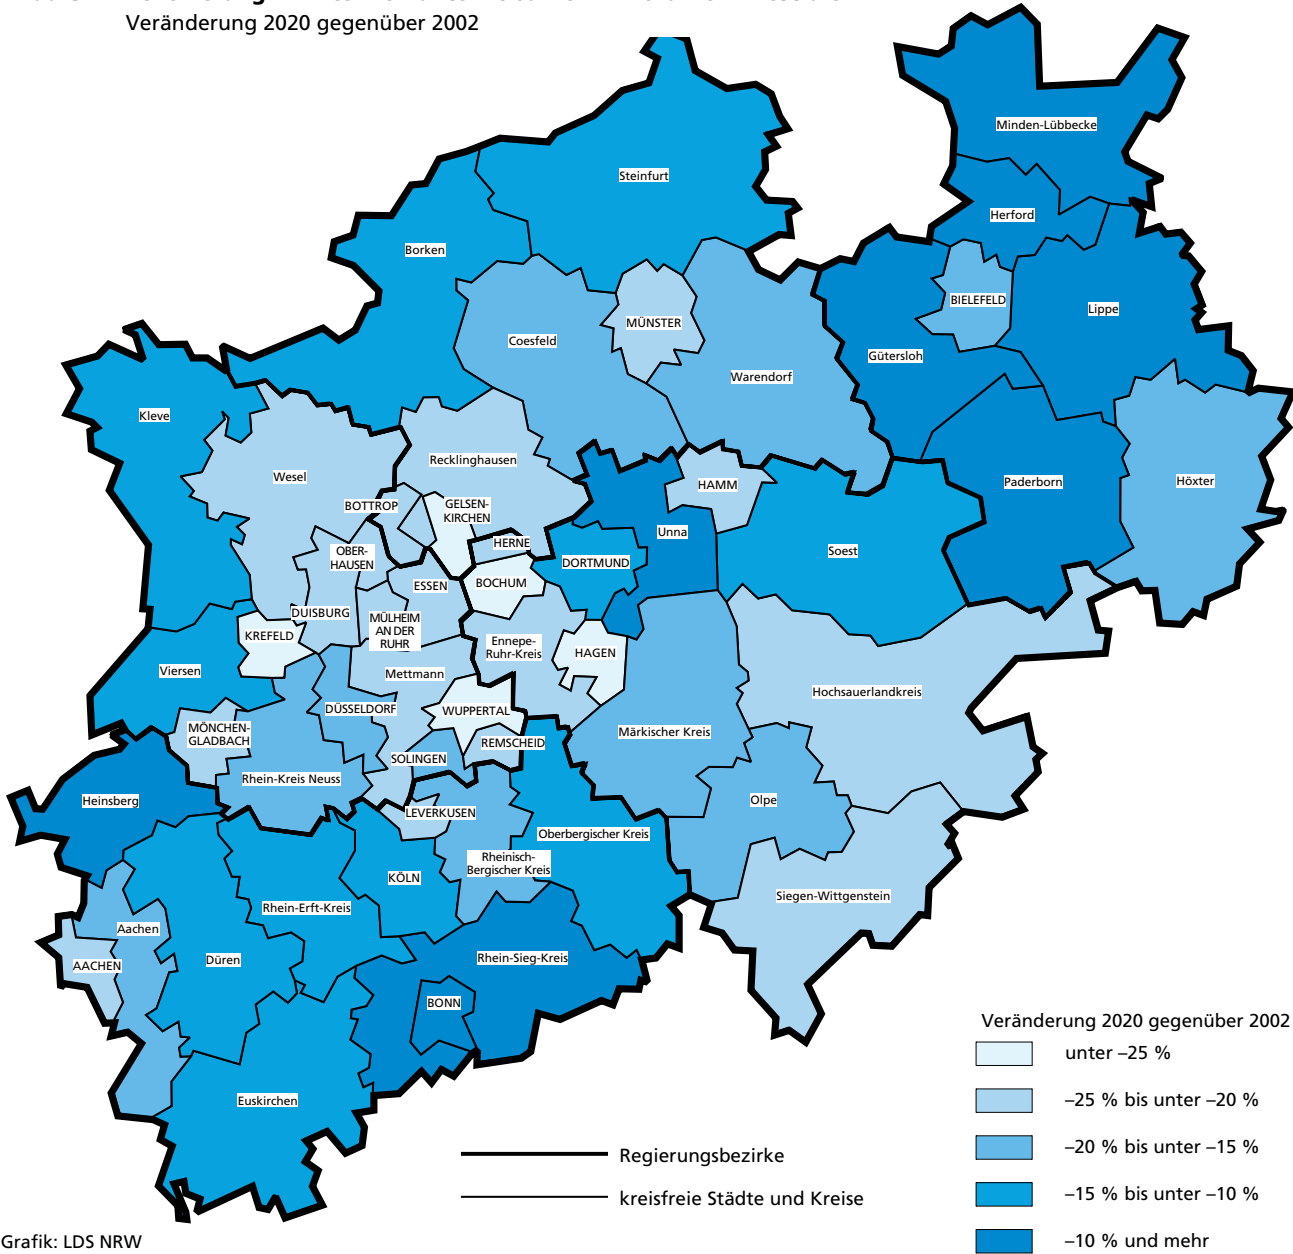 Veränderung 2020 gegenüber 2002
Minden-Lübbecke
Steinfurt
Herford
Borken
BIELEFELD
Lippe
MÜNSTER
Coesfeld
Gütersloh
Warendorf
Kleve
Recklinghausen
Wesel
HAMM
Paderborn
Höxter
BOTTROP
GELSEN-
KIRCHEN
Unna
HERNE
OBER-
HAUSEN
DORTMUND
Soest
ESSEN
BOCHUM
DUISBURG
MÜLHEIM
AN DER
RUHR
KREFELD
Ennepe-
Ruhr-Kreis
HAGEN
Viersen
Mettmann
Hochsauerlandkreis
DÜSSELDORF
WUPPERTAL
MÖNCHEN-
GLADBACH
Märkischer Kreis
REMSCHEID
SOLINGEN
Rhein-Kreis Neuss
Heinsberg
Olpe
LEVERKUSEN
Oberbergischer Kreis
Rheinisch-
Bergischer Kreis
KÖLN
Siegen-Wittgenstein
Rhein-Erft-Kreis
Aachen
AACHEN
Düren
Rhein-Sieg-Kreis
BONN
Euskirchen
Veränderung 2020 gegenüber 2002
unter –25 %
–25 % bis unter –20 %
–20 % bis unter –15 %
–15 % bis unter –10 %
–10 % und mehr
Regierungsbezirke
kreisfreie Städte und Kreise
Grafik: LDS NRW